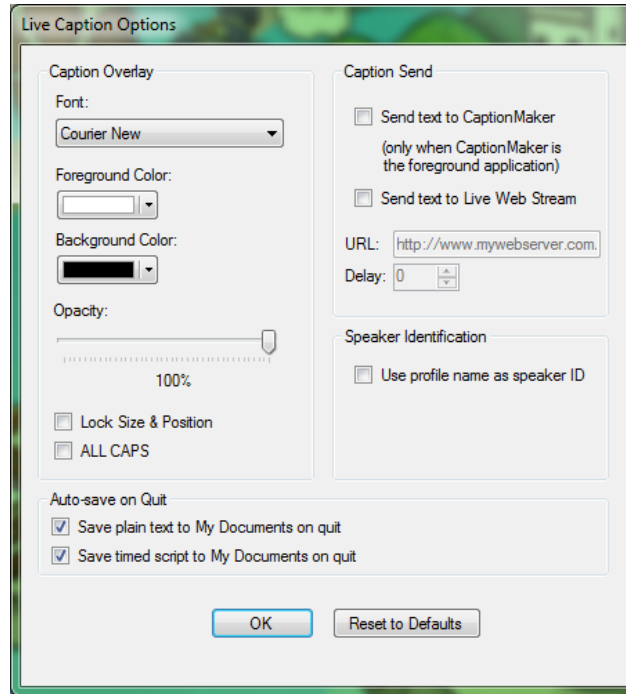 Live Caption Options
Caption Overlay
Font:
Courier New
Foreground Color:
Background Color:
Opacity:
100%
Lock Size & Position
ALL CAPS
Caption Send
Send text to CaptionMaker
(only when CaptionMaker is
the foreground application)
Send text to Live Web Stream
URL: http://www.mywebserver.com.
Delay: 0
Speaker Identification
Use profile name as speaker ID
Auto-save on Quit
Save plain text to My Documents on quit
Save timed script to My Documents on quit
OK
Reset to Defaults